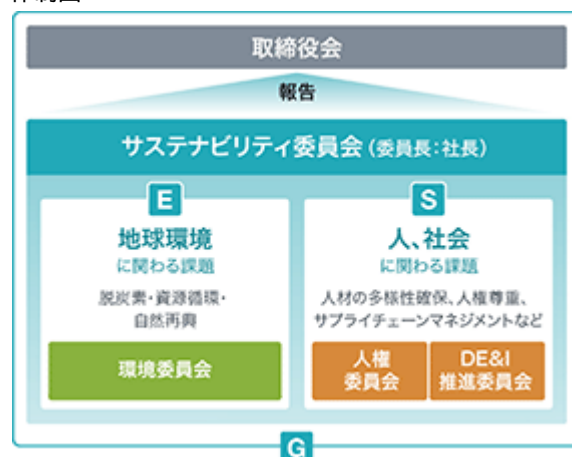 取締役会
報告
サステナビリティ委員会（委員長：社長）
E
地球環境
に関わる課題
脱炭素・資源循環・
自然再興
環境委員会
S
人、社会
に関わる課題
人材の多様性確保、人権尊重、
サプライチェーンマネジメントなど
人権
委員会
DE&I
推進委員会
G